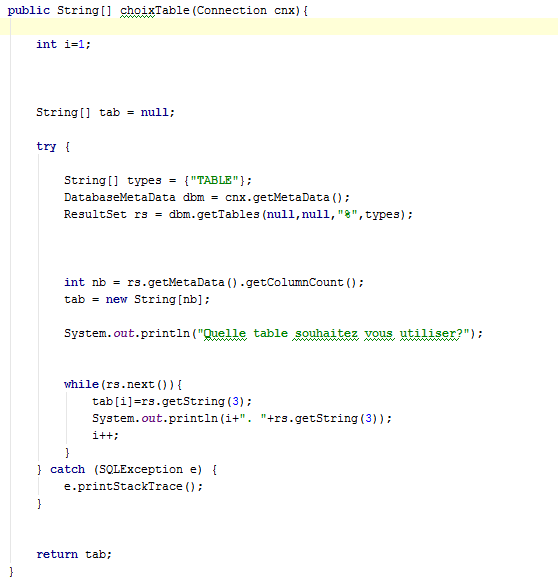 public String[] choixTable(Connection cnx){
int i=1;
String[] tab = null;
try {
String[] types = {"TABLE"};
DatabaseMetaData dbm = cnx.getMetaData();
ResultSet rs = dbm.getTables(null,null,"%",types);
int nb = rs.getMetaData().getColumnCount();
tab = new String[nb];
System.out.println("Quelle table souhaitez vous utiliser?");
while(rs.next()){
tab[i]=rs.getString(3);
System.out.println(i+". "+rs.getString(3));
i++;
}
} catch (SQLException e) {
e.printStackTrace();
}
return tab;
}